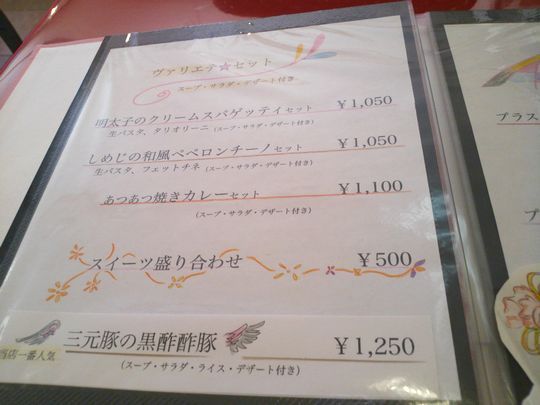 ヴァリエテ☆セット
スープ・サラダ・デザート付き
明太子のクリームスパゲッティセット ¥1,050
生パスタ、タリオリーニ (スープ・サラダ・デザート付き)
しめじの和風ペペロンチーノセット ¥1,050
生パスタ、フェットチネ (スープ・サラダ・デザート付き)
あつあつ焼きカレーセット ¥1,100
(スープ・サラダ・デザート付き)
スイーツ盛り合わせ ¥500
三元豚の黒酢酢豚 ¥1,250
当店一番人気
(スープ・サラダ・ライス・デザート付き)
プラス
プ